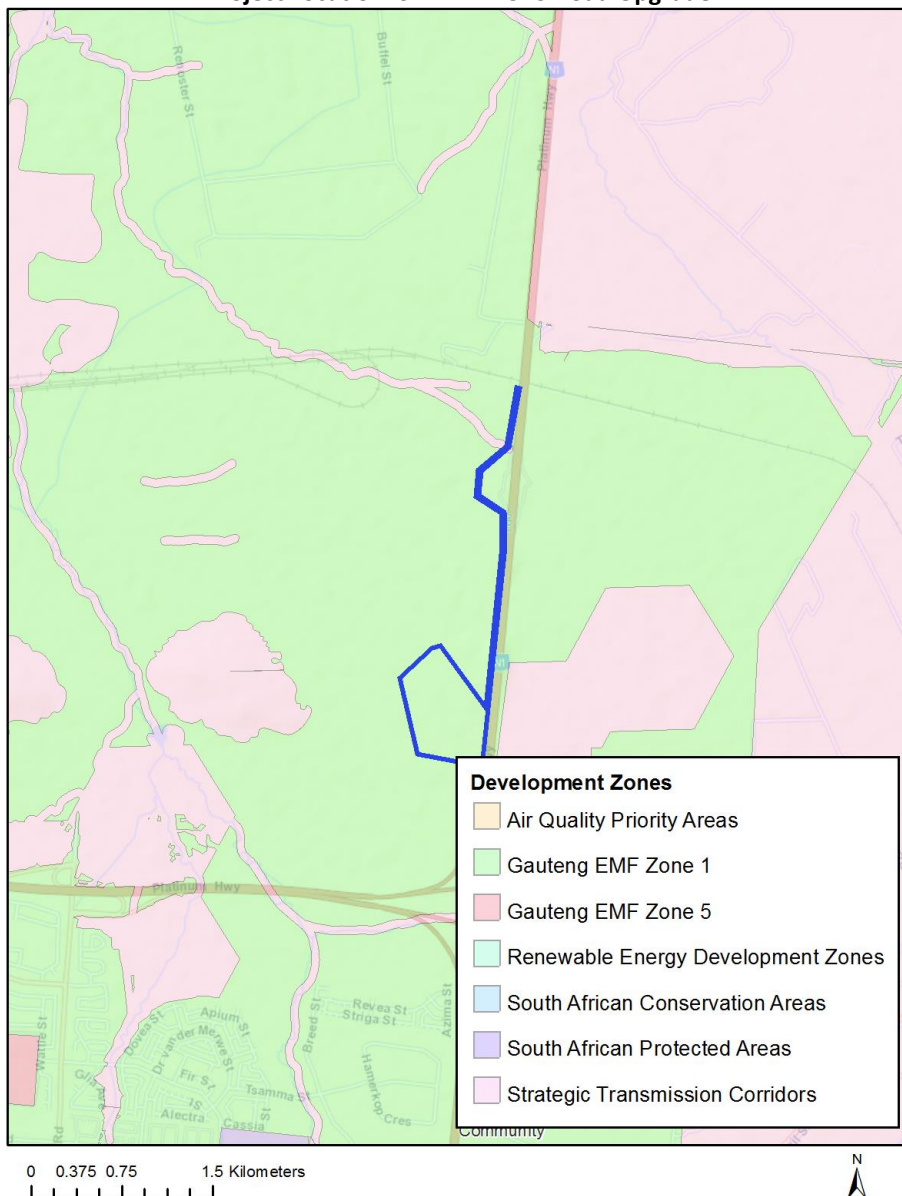 Renoster St
Buffel St
N1
Platinum Hwy
N1
Platinum Hwy
Wattle St
Dovea St
Apium St
Dr van der Merwe St
Fir St
Alectra
Cassia St
Tsamma St
Breed St
Revea St
Striga St
Azima St
Hamerkop Cres
Rd
Community
Development Zones
Air Quality Priority Areas
Gauteng EMF Zone 1
Gauteng EMF Zone 5
Renewable Energy Development Zones
South African Conservation Areas
South African Protected Areas
Strategic Transmission Corridors
0 0.375 0.75 1.5 Kilometers
N